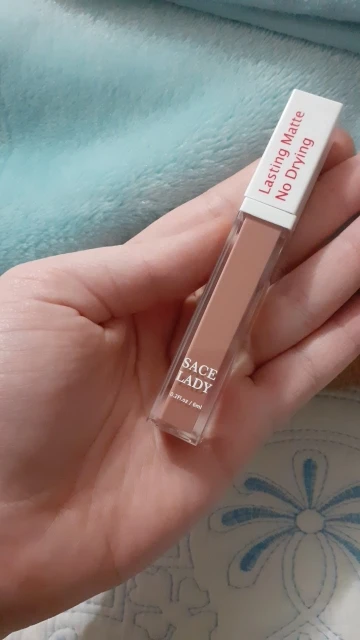 Lasting Matte
No Drying
SACE
LADY
0.2fl.oz / 6ml